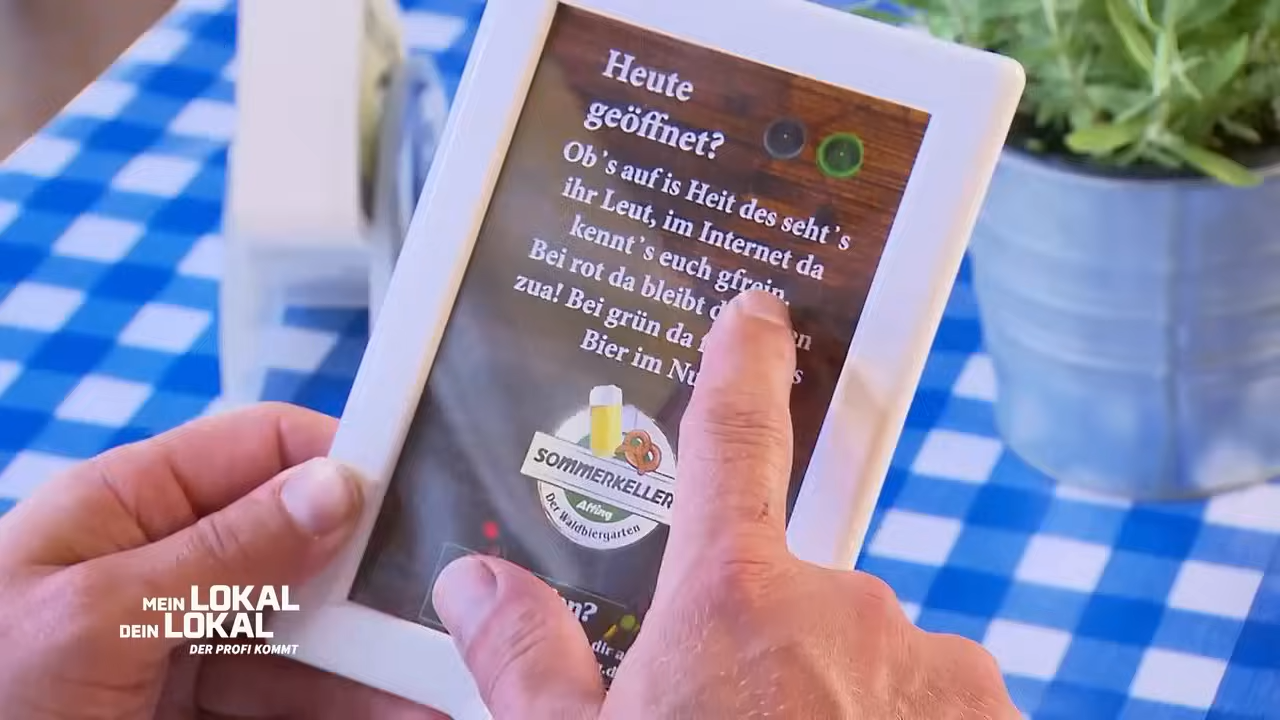 Heute
geöffnet?
Ob's auf is Heit des seht's
ihr Leut, im Internet da
kennt's euch gfrein.
Bei rot da bleibt
zua! Bei grün da
Bier im
SOMMERKELLER
Affing
Der Waldbiergarten
MEIN LOKAL
DEIN LOKAL
DER PROFI KOMMT